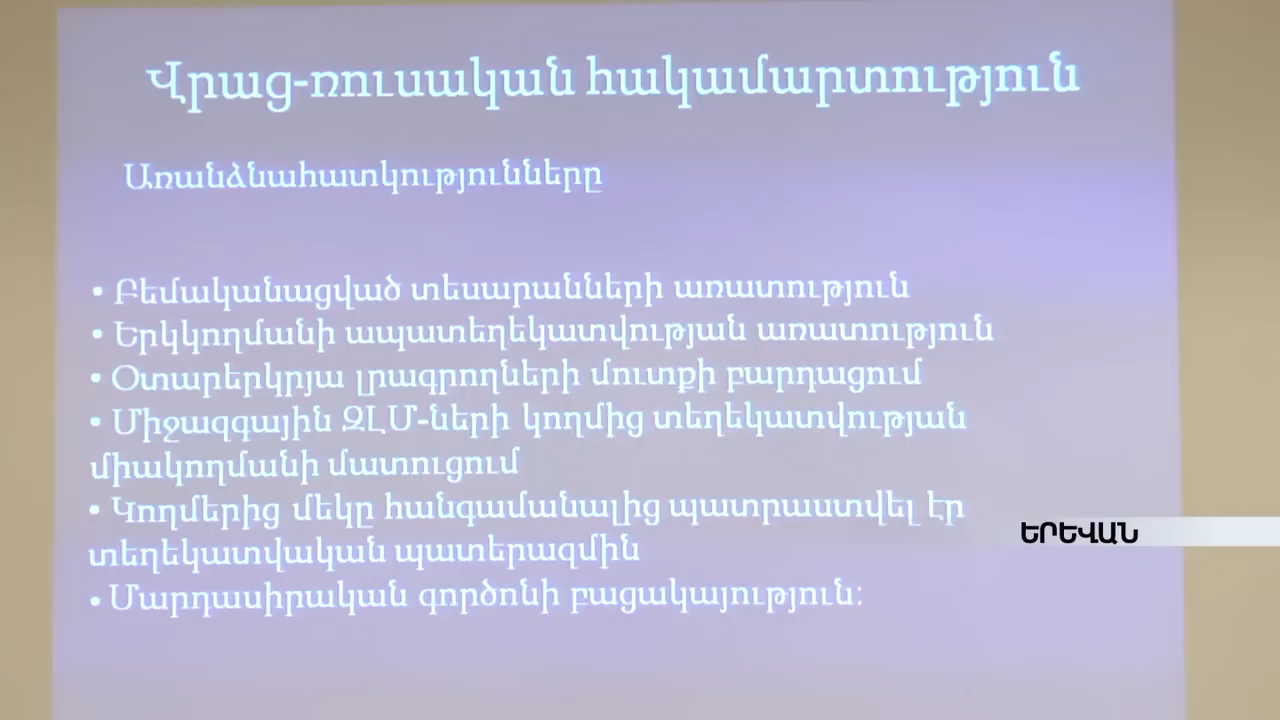 Վրաց-ռուսական հակամարտություն
Առանձնահատկությունները
• Բեմականացված տեսարանների առատություն
• Երկկողմանի ապատեղեկատվության առատություն
• Օտարերկրյա լրագրողների մուտքի բարդացում
• Միջազգային ԶԼՄ-ների կողմից տեղեկատվության
միակողմանի մատուցում
• Կողմերից մեկը հանգամանալից պատրաստվել էր
տեղեկատվական պատերազմին
• Մարդասիրական գործոնի բացակայություն։
ԵՐԵՎԱՆ